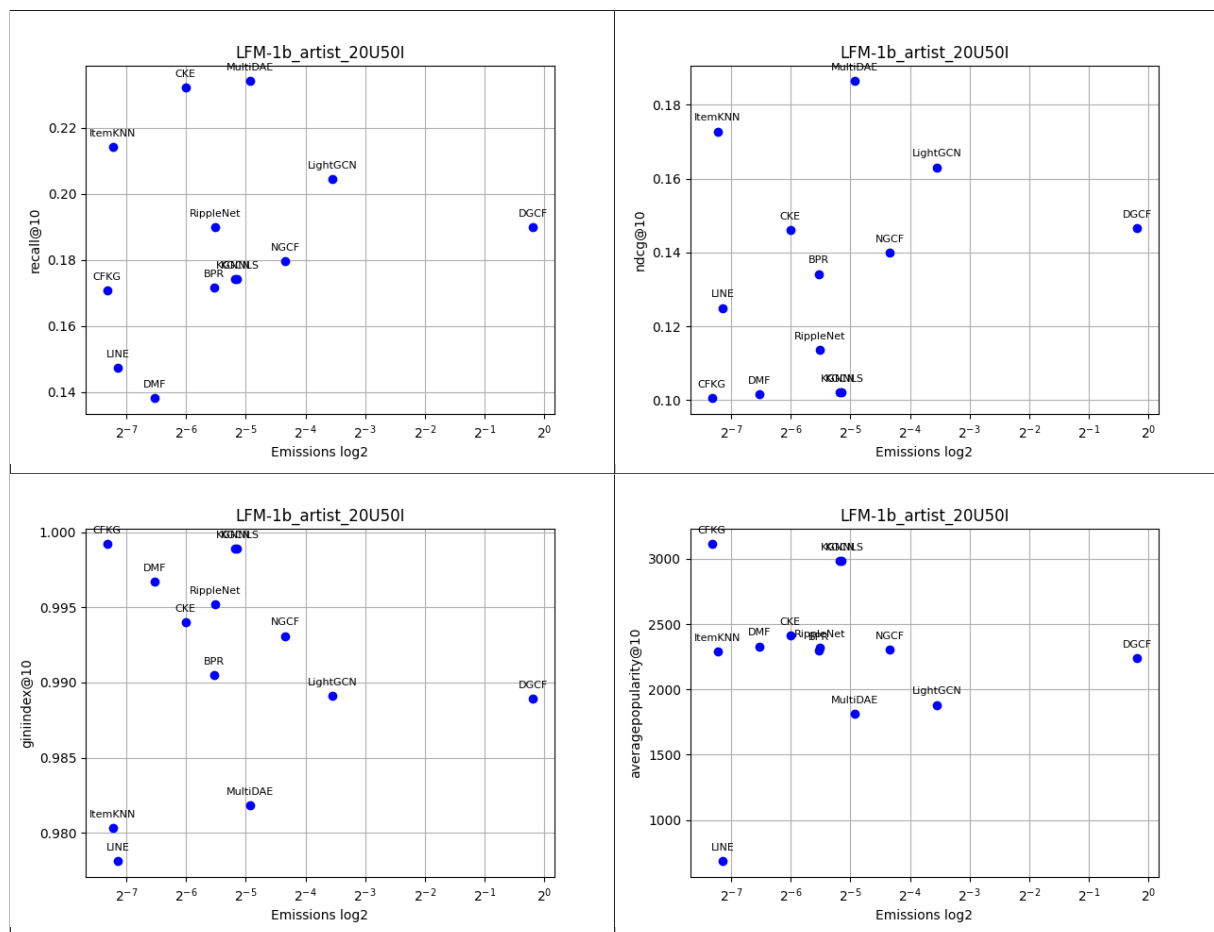 LFM-1b_artist_20U50I
MultiDAE
CKE
ItemKNN
LightGCN
RippleNet
DGCF
NGCF
BPR
CFKG
LINE
DMF
0.22
0.20
0.18
0.16
0.14
recall@10
2^-7 2^-6 2^-5 2^-4 2^-3 2^-2 2^-1 2^0
Emissions log2
LFM-1b_artist_20U50I
MultiDAE
ItemKNN
LightGCN
CKE
DGCF
NGCF
BPR
LINE
RippleNet
CFKG
DMF
0.18
0.16
0.14
0.12
0.10
ndcg@10
2^-7 2^-6 2^-5 2^-4 2^-3 2^-2 2^-1 2^0
Emissions log2
LFM-1b_artist_20U50I
CFKG
DMF
RippleNet
CKE
NGCF
BPR
LightGCN
DGCF
MultiDAE
ItemKNN
LINE
1.000
0.995
0.990
0.985
0.980
giniindex@10
2^-7 2^-6 2^-5 2^-4 2^-3 2^-2 2^-1 2^0
Emissions log2
LFM-1b_artist_20U50I
CFKG
CKE
DMF
RippleNet
BPR
ItemKNN
NGCF
DGCF
MultiDAE
LightGCN
LINE
3000
2500
2000
1500
1000
averagepopularity@10
2^-7 2^-6 2^-5 2^-4 2^-3 2^-2 2^-1 2^0
Emissions log2